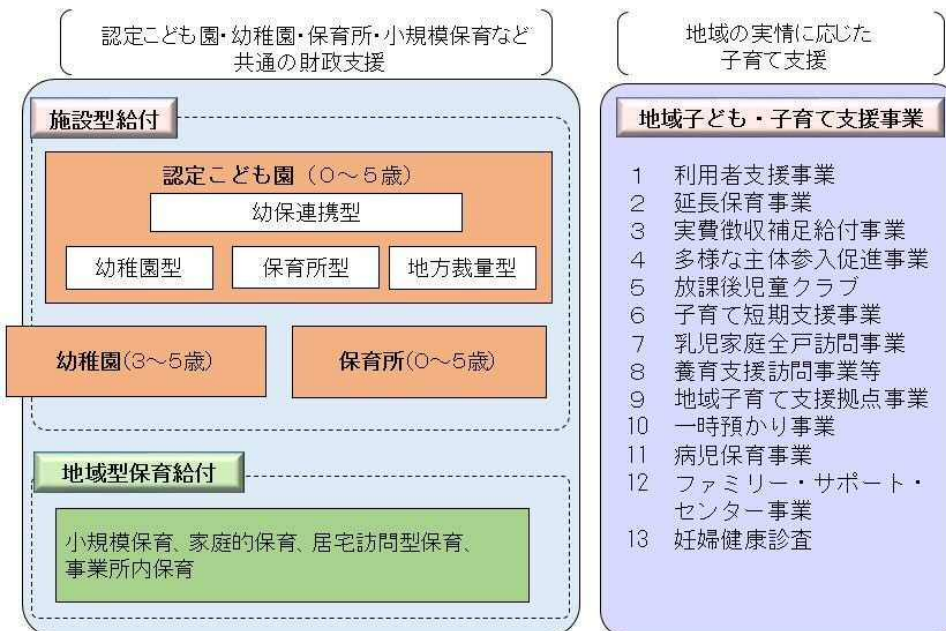 認定こども園・幼稚園・保育所・小規模保育など
共通の財政支援
施設型給付
認定こども園（０～５歳）
幼保連携型
幼稚園型
保育所型
地方裁量型
幼稚園(３～５歳)
保育所(０～５歳)
地域型保育給付
小規模保育、家庭的保育、居宅訪問型保育、
事業所内保育
地域の実情に応じた
子育て支援
地域子ども・子育て支援事業
1 利用者支援事業
2 延長保育事業
3 実費徴収補足給付事業
4 多様な主体参入促進事業
5 放課後児童クラブ
6 子育て短期支援事業
7 乳児家庭全戸訪問事業
8 養育支援訪問事業等
9 地域子育て支援拠点事業
10 一時預かり事業
11 病児保育事業
12 ファミリー・サポート・
センター事業
13 妊婦健康診査